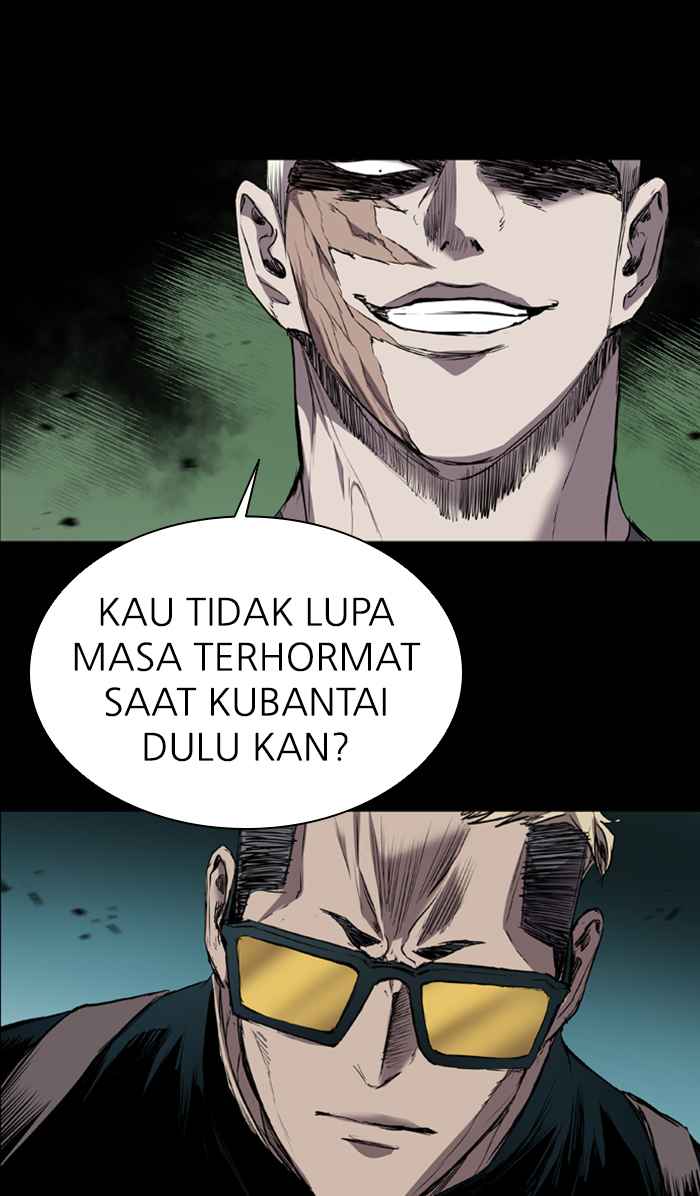 KAU TIDAK LUPA
MASA TERHORMAT
SAAT KUBANTAI
DULU KAN?